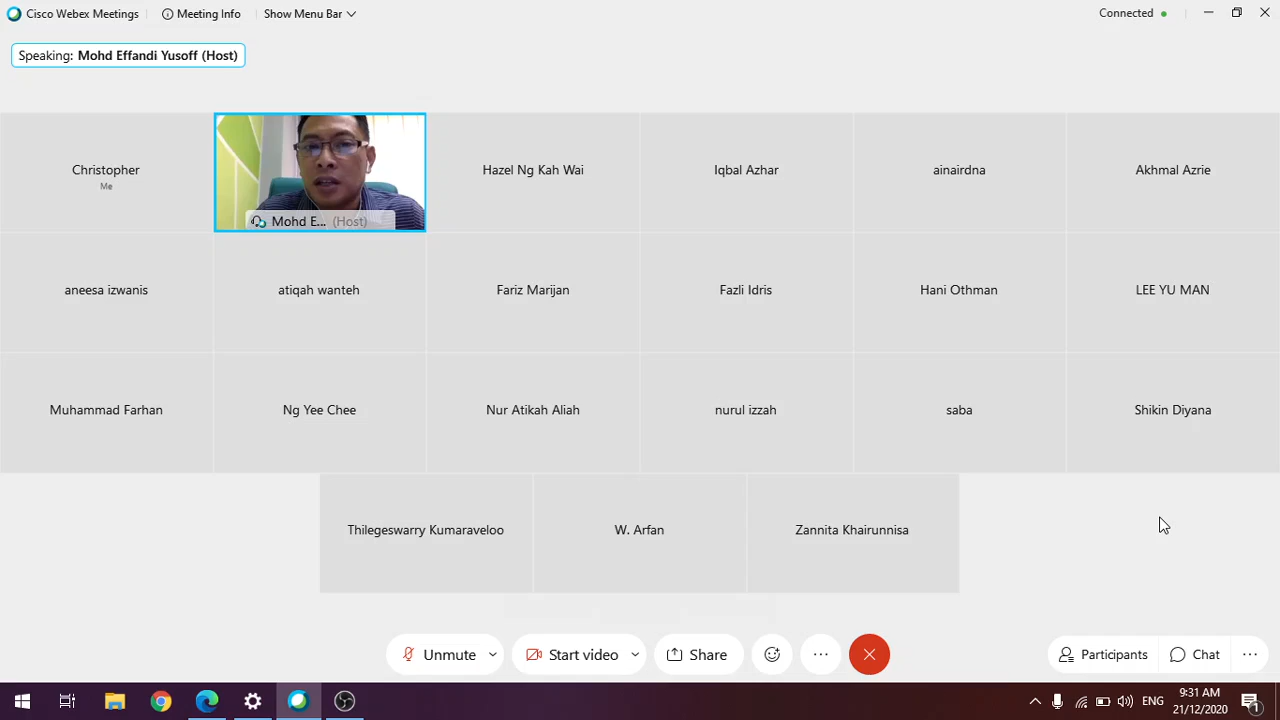 Cisco Webex Meetings
Meeting Info
Show Menu Bar
Connected
Speaking: Mohd Effandi Yusoff (Host)
Christopher
Me
Mohd E... (Host)
Hazel Ng Kah Wai
Iqbal Azhar
ainairdna
Akhmal Azrie
aneesa izwanis
atiqah wanteh
Fariz Marijan
Fazli Idris
Hani Othman
LEE YU MAN
Muhammad Farhan
Ng Yee Chee
Nur Atikah Aliah
nurul izzah
saba
Shikin Diyana
Thilegeswarry Kumaraveloo
W. Arfan
Zannita Khairunnisa
Unmute
Start video
Share
Participants
Chat
ENG
9:31 AM
21/12/2020
1